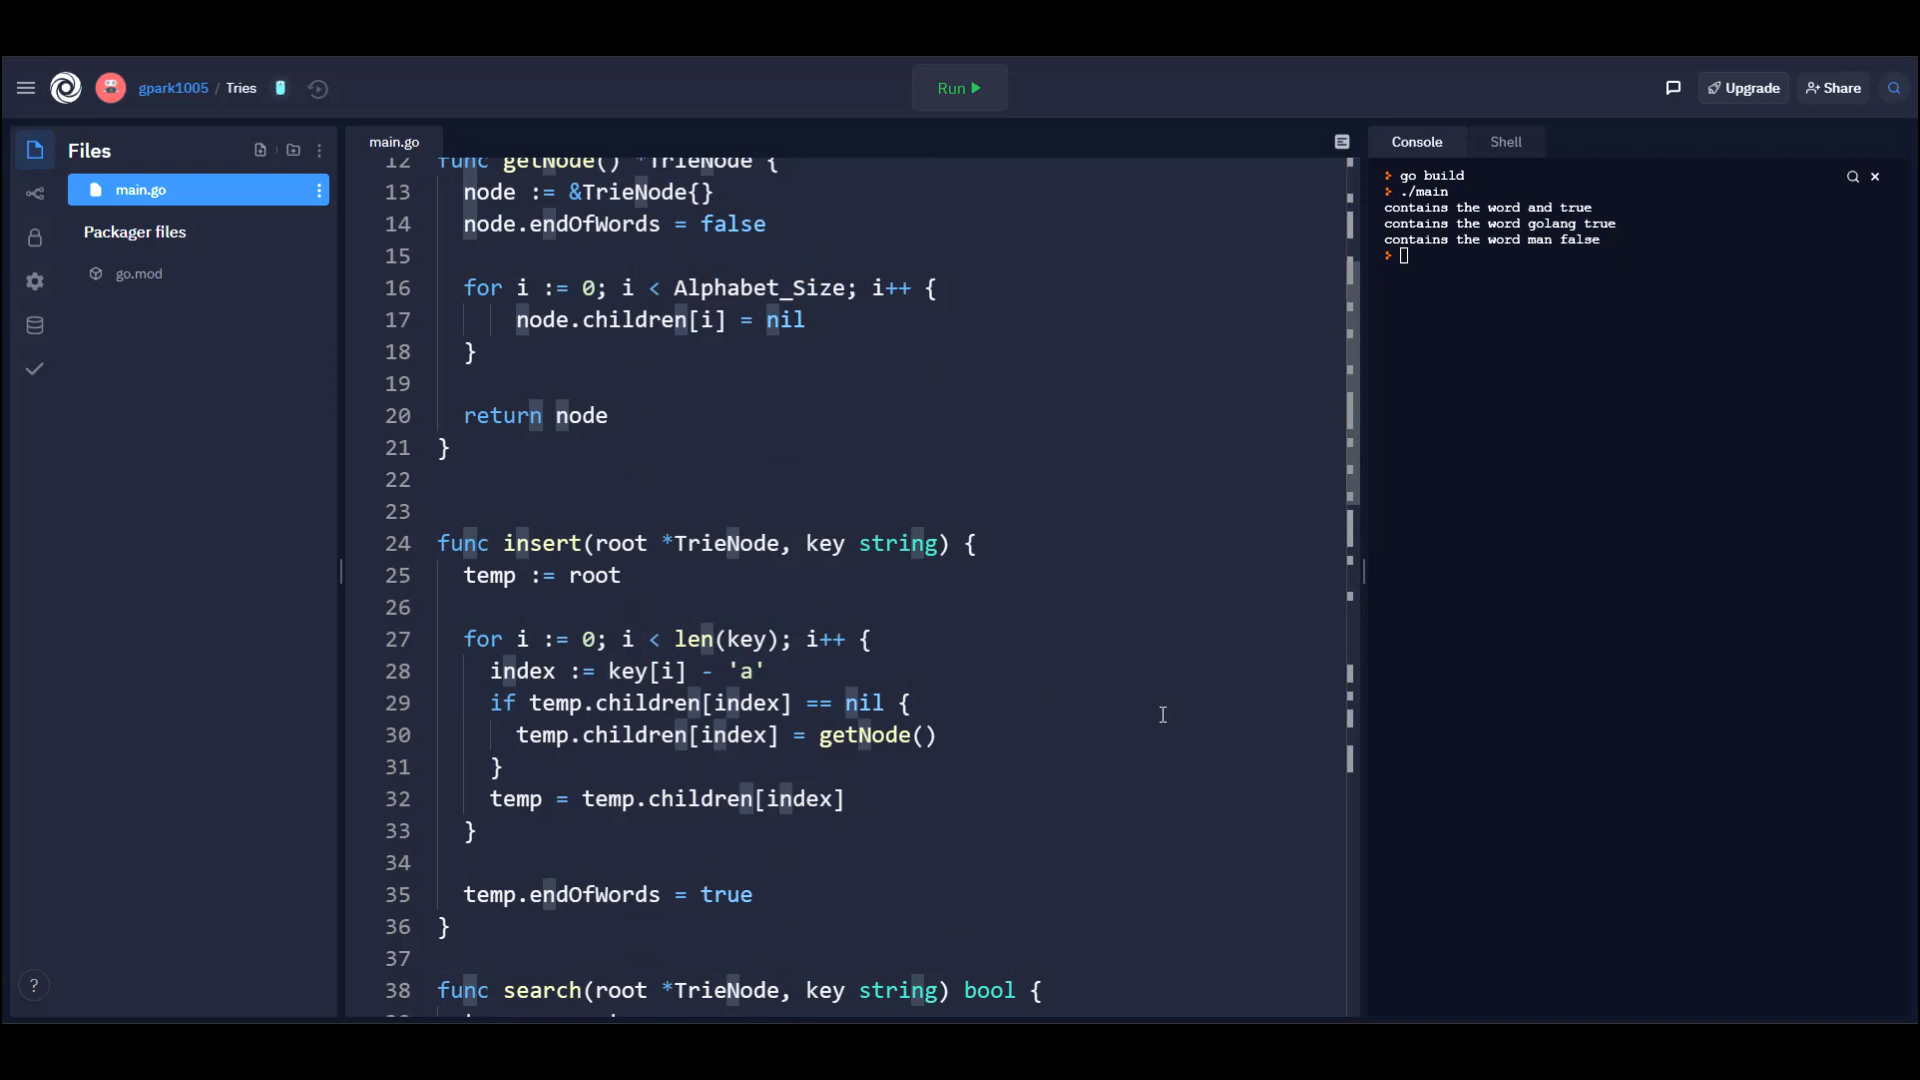 gpark1005 / Tries
Run
Upgrade
Share
Files
main.go
Packager files
go.mod
main.go
12 func getNode() *TrieNode {
13 node := &TrieNode{}
14 node.endOfWords = false
15
16 for i := 0; i < Alphabet_Size; i++ {
17 node.children[i] = nil
18 }
19
20 return node
21 }
22
23
24 func insert(root *TrieNode, key string) {
25 temp := root
26
27 for i := 0; i < len(key); i++ {
28 index := key[i] - 'a'
29 if temp.children[index] == nil {
30 temp.children[index] = getNode()
31 }
32 temp = temp.children[index]
33 }
34
35 temp.endOfWords = true
36 }
37
38 func search(root *TrieNode, key string) bool {
Console
Shell
go build
./main
contains the word and true
contains the word golang true
contains the word man false
?